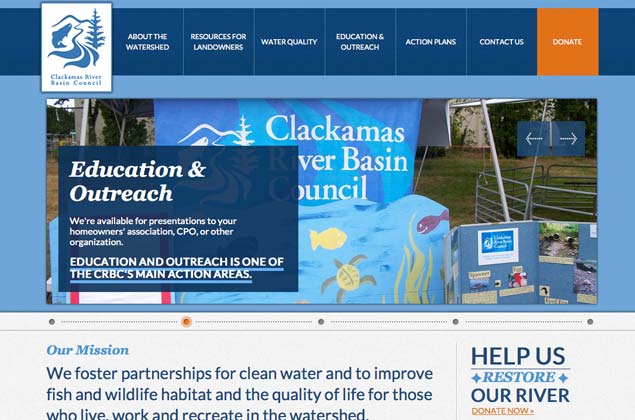 Clackamas River
Basin Council
ABOUT THE
WATERSHED
RESOURCES FOR
LANDOWNERS
WATER QUALITY
EDUCATION &
OUTREACH
ACTION PLANS
CONTACT US
DONATE
Clackamas
River Basin
Council
Education &
Outreach
We're available for presentations to your
homeowners' association, CPO, or other
organization.
EDUCATION AND OUTREACH IS ONE OF
THE CRBC'S MAIN ACTION AREAS.
Clackamas
River Basin
Council
Spawner
Egg
Our Mission
We foster partnerships for clean water and to improve
fish and wildlife habitat and the quality of life for those
who live, work and recreate in the watershed.
HELP US
RESTORE
OUR RIVER
DONATE NOW »